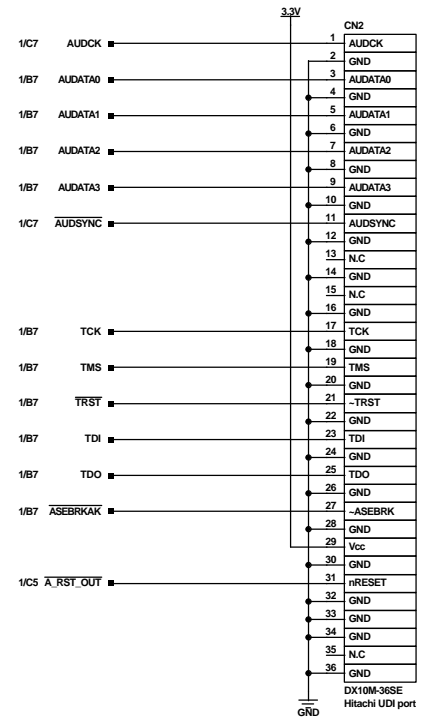 3.3V
CN2
1/C7 AUDCK 1 AUDCK
2 GND
1/B7 AUDATA0 3 AUDATA0
4 GND
1/B7 AUDATA1 5 AUDATA1
6 GND
1/B7 AUDATA2 7 AUDATA2
8 GND
1/B7 AUDATA3 9 AUDATA3
10 GND
1/C7 AUDSYNC 11 AUDSYNC
12 GND
13 N.C
14 GND
15 N.C
16 GND
1/B7 TCK 17 TCK
18 GND
1/B7 TMS 19 TMS
20 GND
1/B7 TRST 21 ~TRST
22 GND
1/B7 TDI 23 TDI
24 GND
1/B7 TDO 25 TDO
26 GND
1/B7 ASEBRKAK 27 ~ASEBRK
28 GND
29 Vcc
30 GND
1/C5 A_RST_OUT 31 nRESET
32 GND
33 GND
34 GND
35 N.C
36 GND
DX10M-36SE
Hitachi UDI port
GND